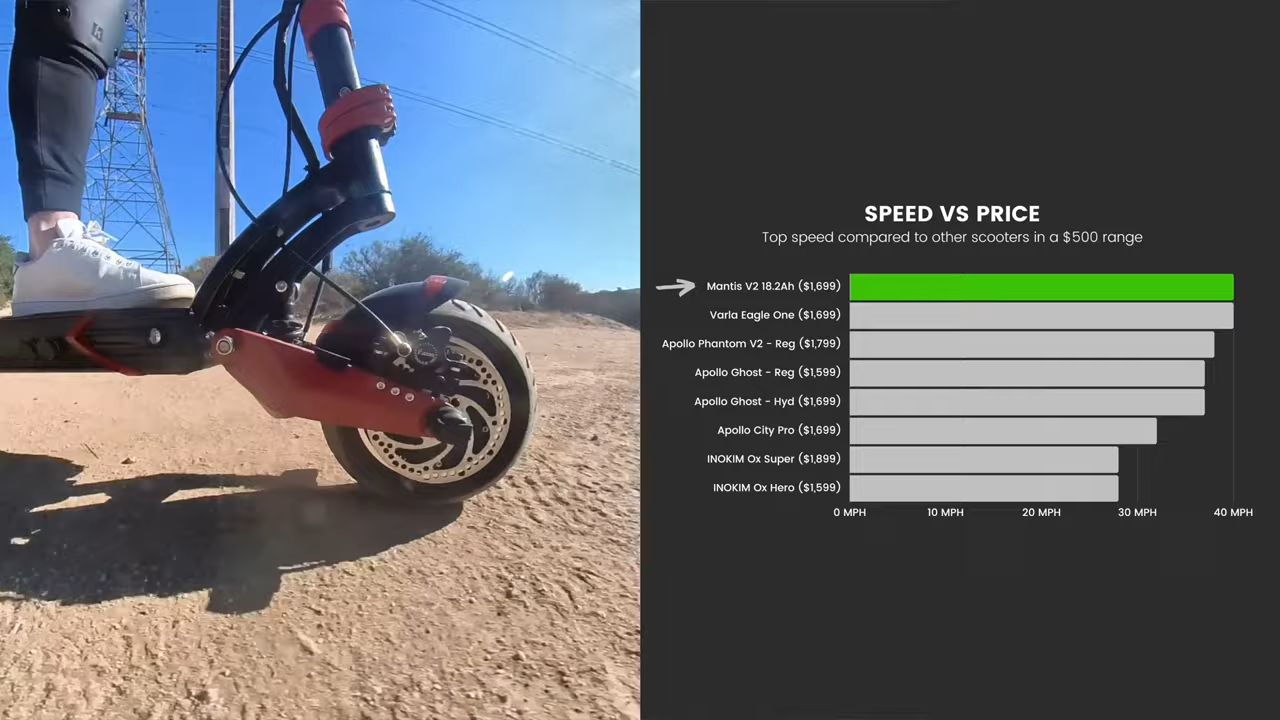 SPEED VS PRICE
Top speed compared to other scooters in a $500 range
Mantis V2 18.2Ah ($1,699)
Varla Eagle One ($1,699)
Apollo Phantom V2 - Reg ($1,799)
Apollo Ghost - Reg ($1,599)
Apollo Ghost - Hyd ($1,699)
Apollo City Pro ($1,699)
INOKIM Ox Super ($1,899)
INOKIM Ox Hero ($1,599)
0 MPH 10 MPH 20 MPH 30 MPH 40 MPH